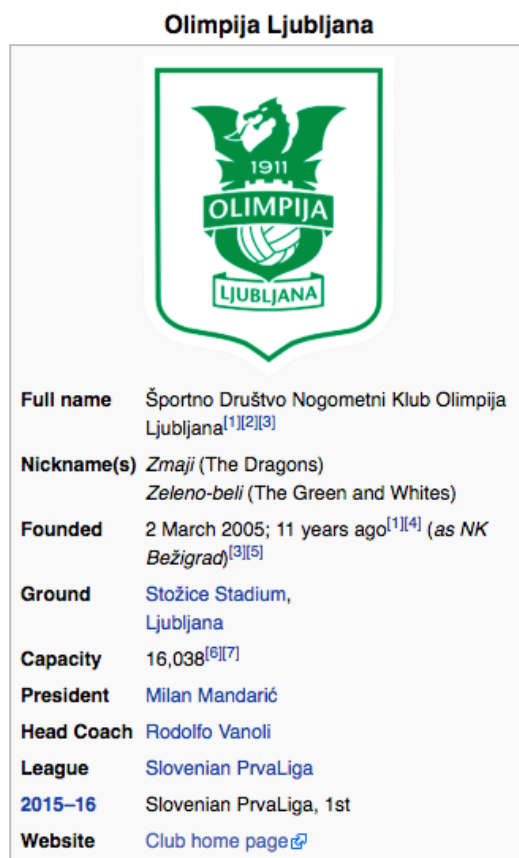 Olimpija Ljubljana
1911
OLIMPIJA
LJUBLJANA
Full name Športno Društvo Nogometni Klub Olimpija
Ljubljana[1][2][3]
Nickname(s) Zmaji (The Dragons)
Zeleno-beli (The Green and Whites)
Founded 2 March 2005; 11 years ago[1][4] (as NK
Bežigrad)[3][5]
Ground Stožice Stadium,
Ljubljana
Capacity 16,038[6][7]
President Milan Mandarić
Head Coach Rodolfo Vanoli
League Slovenian PrvaLiga
2015–16 Slovenian PrvaLiga, 1st
Website Club home page